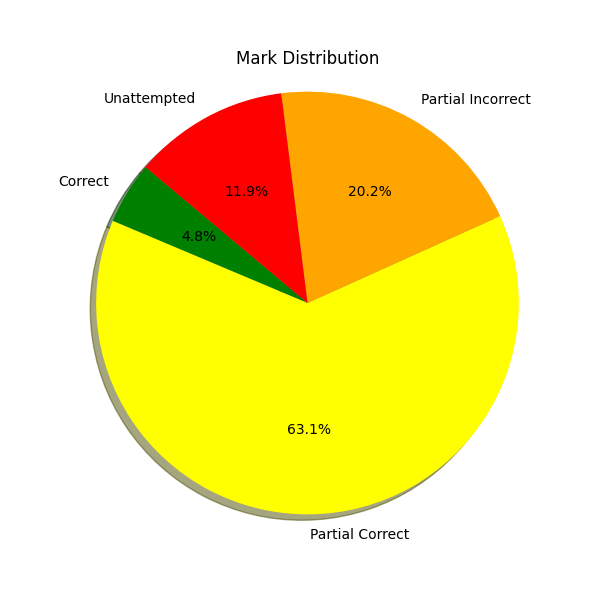 Mark Distribution
Unattempted
Partial Incorrect
Correct
11.9%
20.2%
4.8%
63.1%
Partial Correct